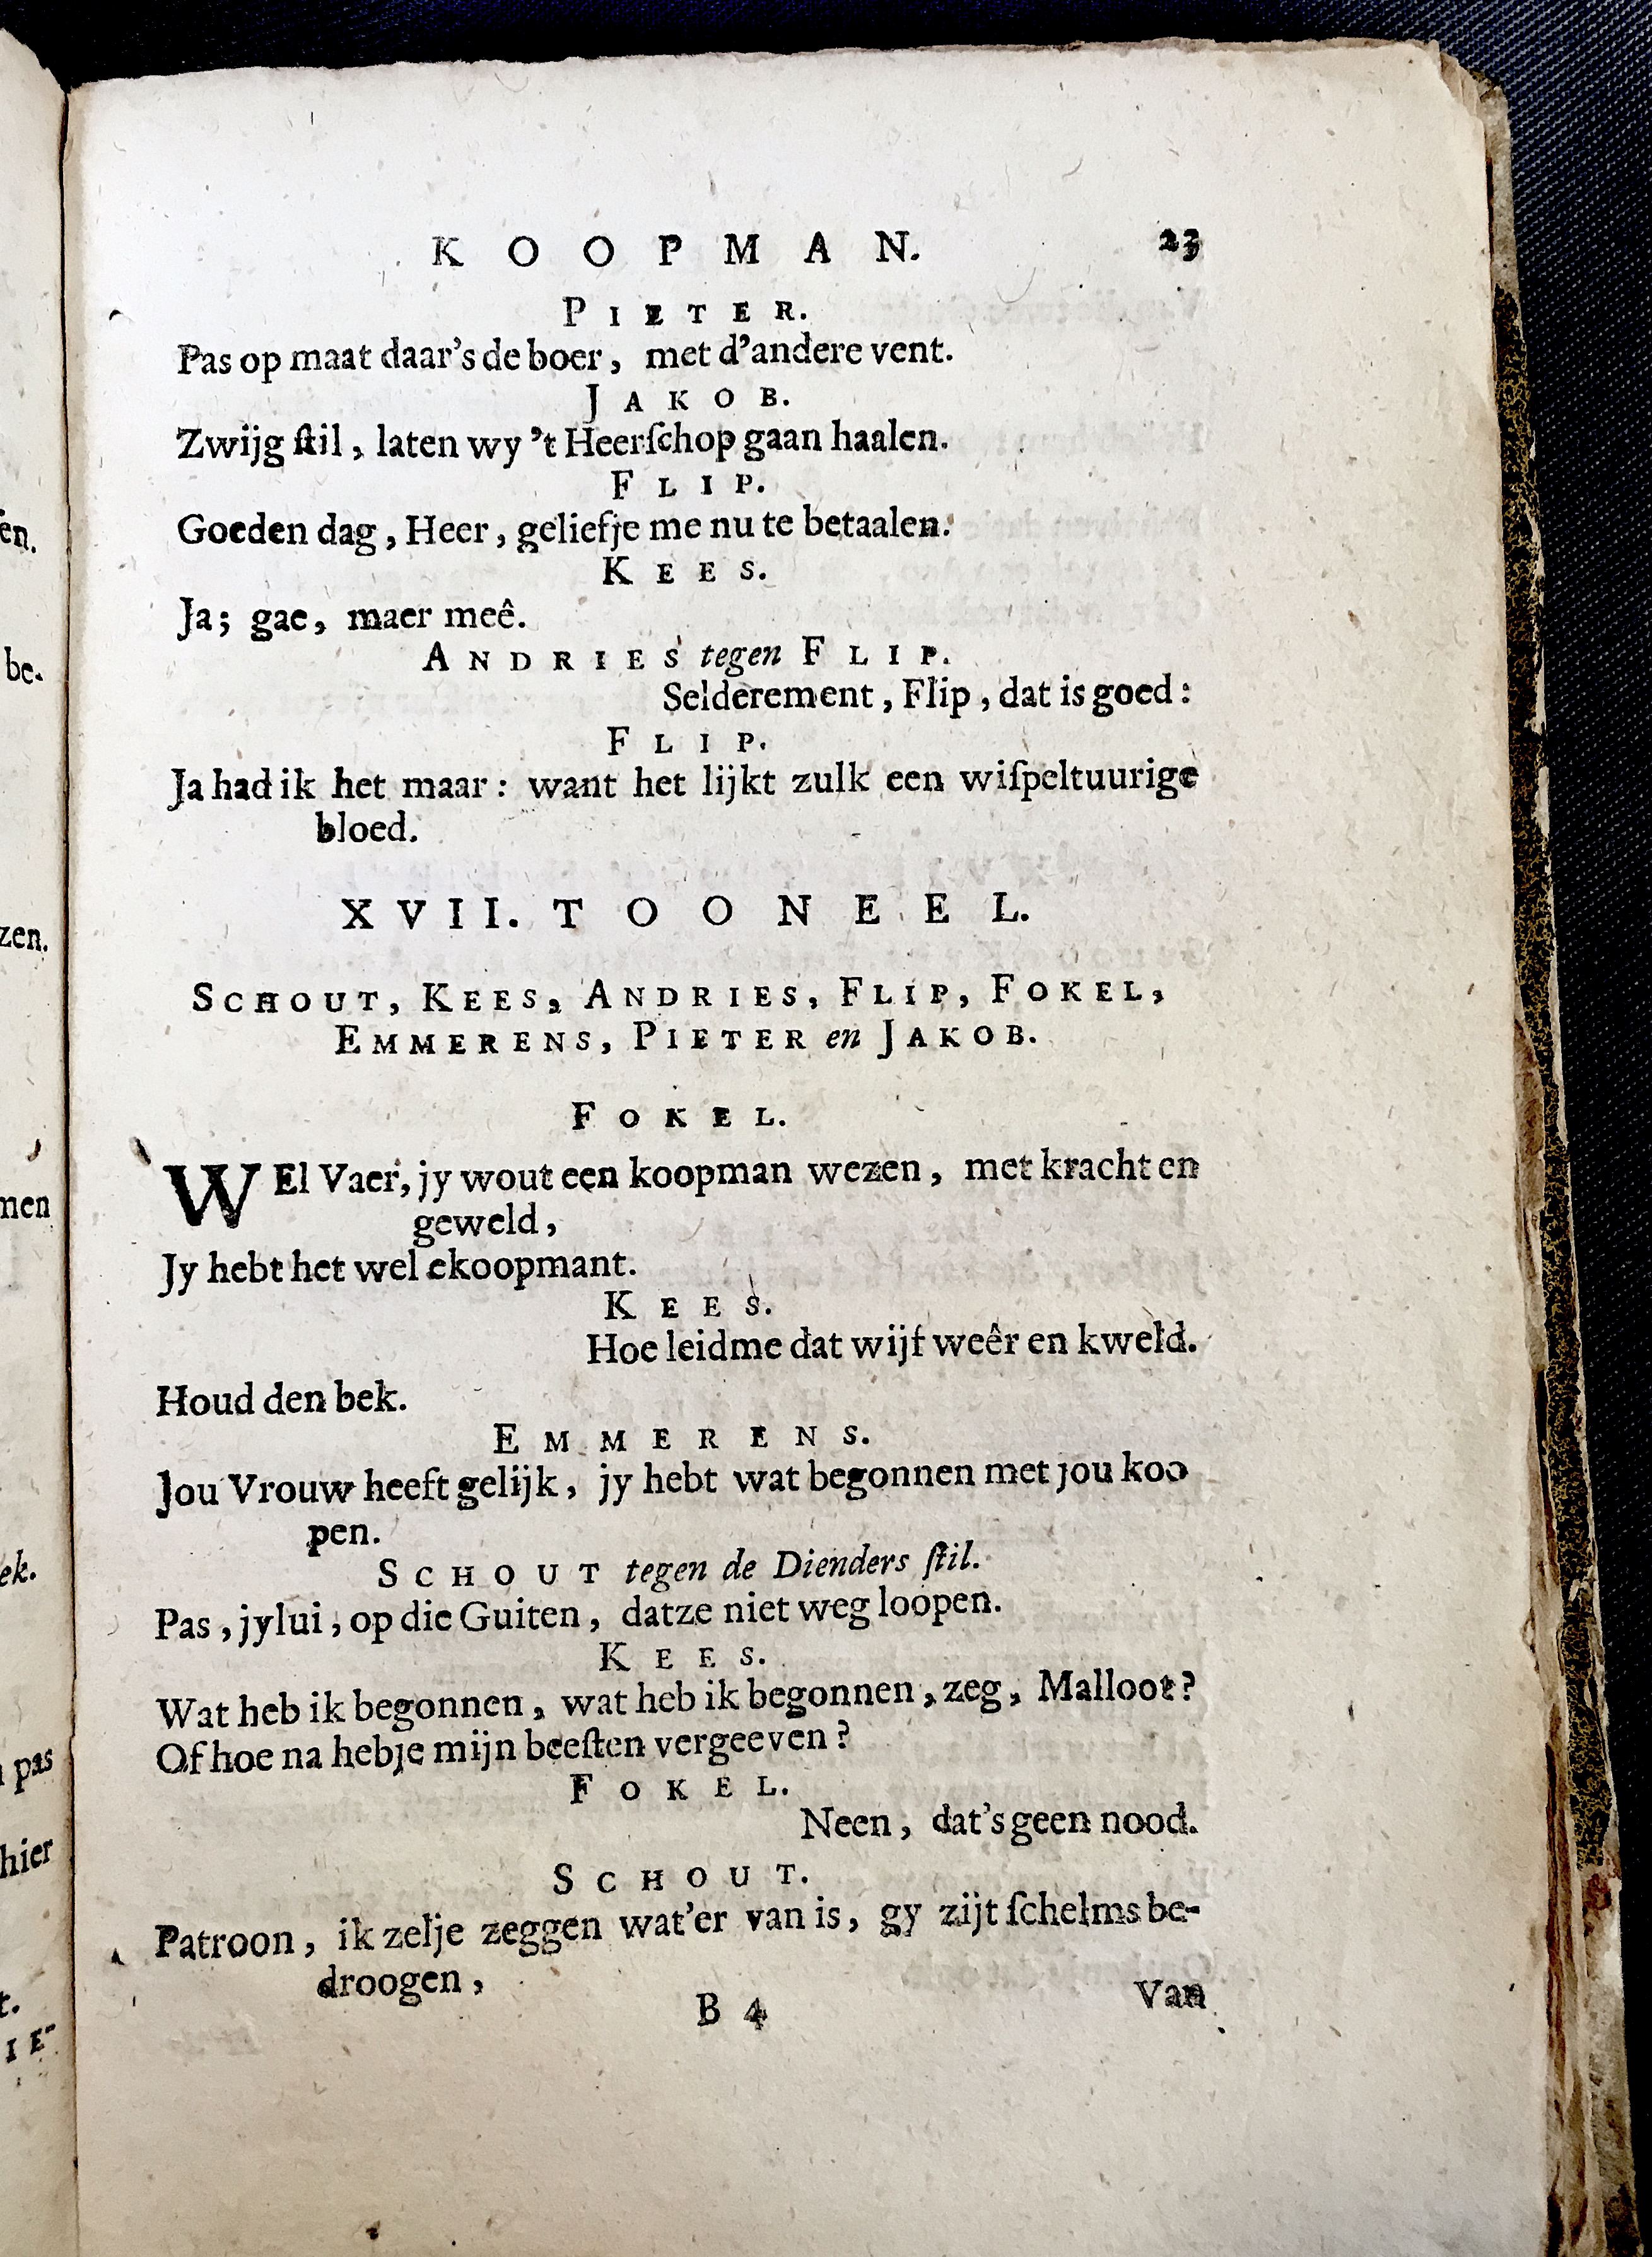 KOOPMAN. 23
PIETER.
Pas op maat daar's de boer, met d'andere vent.
JAKOB.
Zwijg ſtil, laten wy 't Heerſchop gaan haalen.
FLIP.
Goeden dag, Heer, geliefje me nu te betaalen.
KEES.
Ja; gae, maer meê.
ANDRIES tegen FLIP.
Selderement, Flip, dat is goed:
FLIP.
Ja had ik het maar: want het lijkt zulk een wiſpeltuurige
bloed.
XVII. TOONEEL.
SCHOUT, KEES, ANDRIES, FLIP, FOKEL,
EMMERENS, PIETER en JAKOB.
FOKEL.
WEl Vaer, jy wout een koopman wezen, met kracht en
geweld,
Jy hebt het wel ekoopmant.
KEES.
Hoe leidme dat wijf weêr en kweld.
Houd den bek.
EMMERENS.
Jou Vrouw heeft gelijk, jy hebt wat begonnen met jou koo
pen.
SCHOUT tegen de Dienders ſtil.
Pas, jylui, op die Guiten, datze niet weg loopen.
KEES.
Wat heb ik begonnen, wat heb ik begonnen, zeg, Malloot?
Of hoe na hebje mijn beeſten vergeeven?
FOKEL.
Neen, dat's geen nood.
SCHOUT.
Patroon, ik zelje zeggen wat'er van is, gy zijt ſchelms be-
droogen,
B 4 Van
en.
be.
zen.
men
ek.
pas
hier
t.
IE